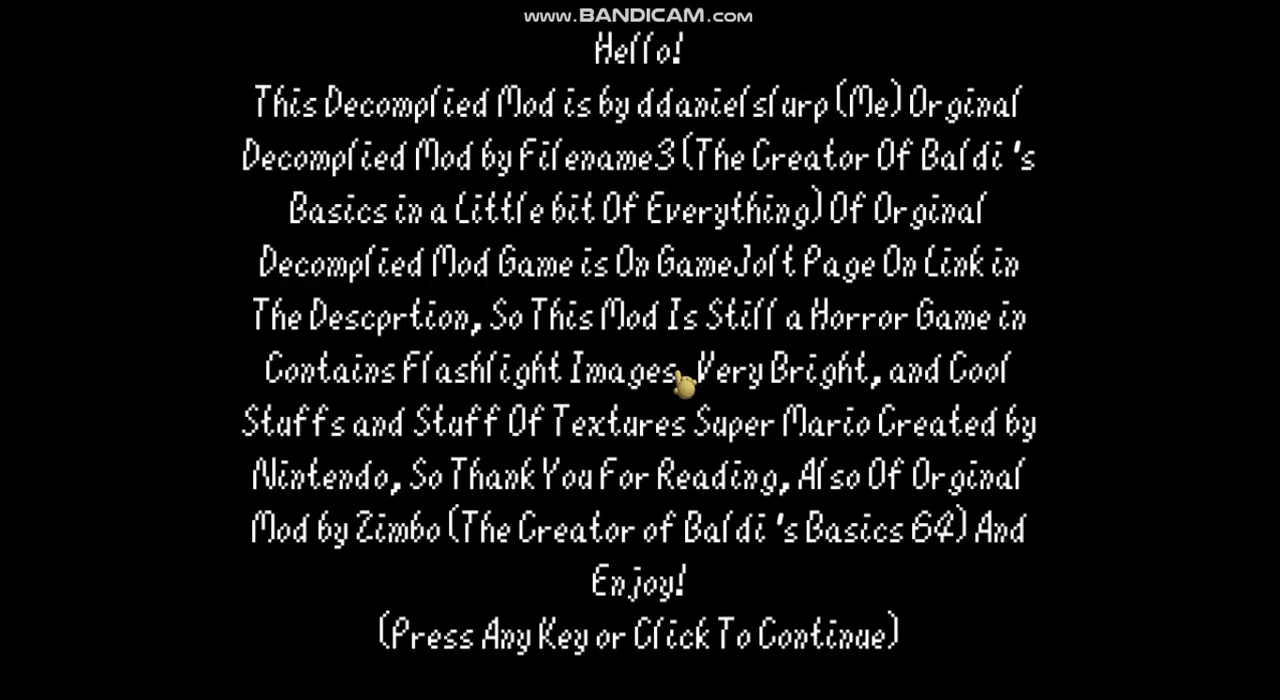 www.BANDICAM.com
Hello!
This Decomplied Mod is by ddanielslurp (Me) Orginal
Decomplied Mod by Filename3 (The Creator Of Baldi 's
Basics in a Little bit Of Everything) Of Orginal
Decomplied Mod Game is On GameJolt Page On Link in
The Descprtion, So This Mod Is Still a Horror Game in
Contains Flashlight Images, Very Bright, and Cool
Stuffs and Stuff Of Textures Super Mario Created by
Nintendo, So Thank You For Reading, Also Of Orginal
Mod by Zimbo (The Creator of Baldi 's Basics 64) And
Enjoy!
(Press Any Key or Click To Continue)